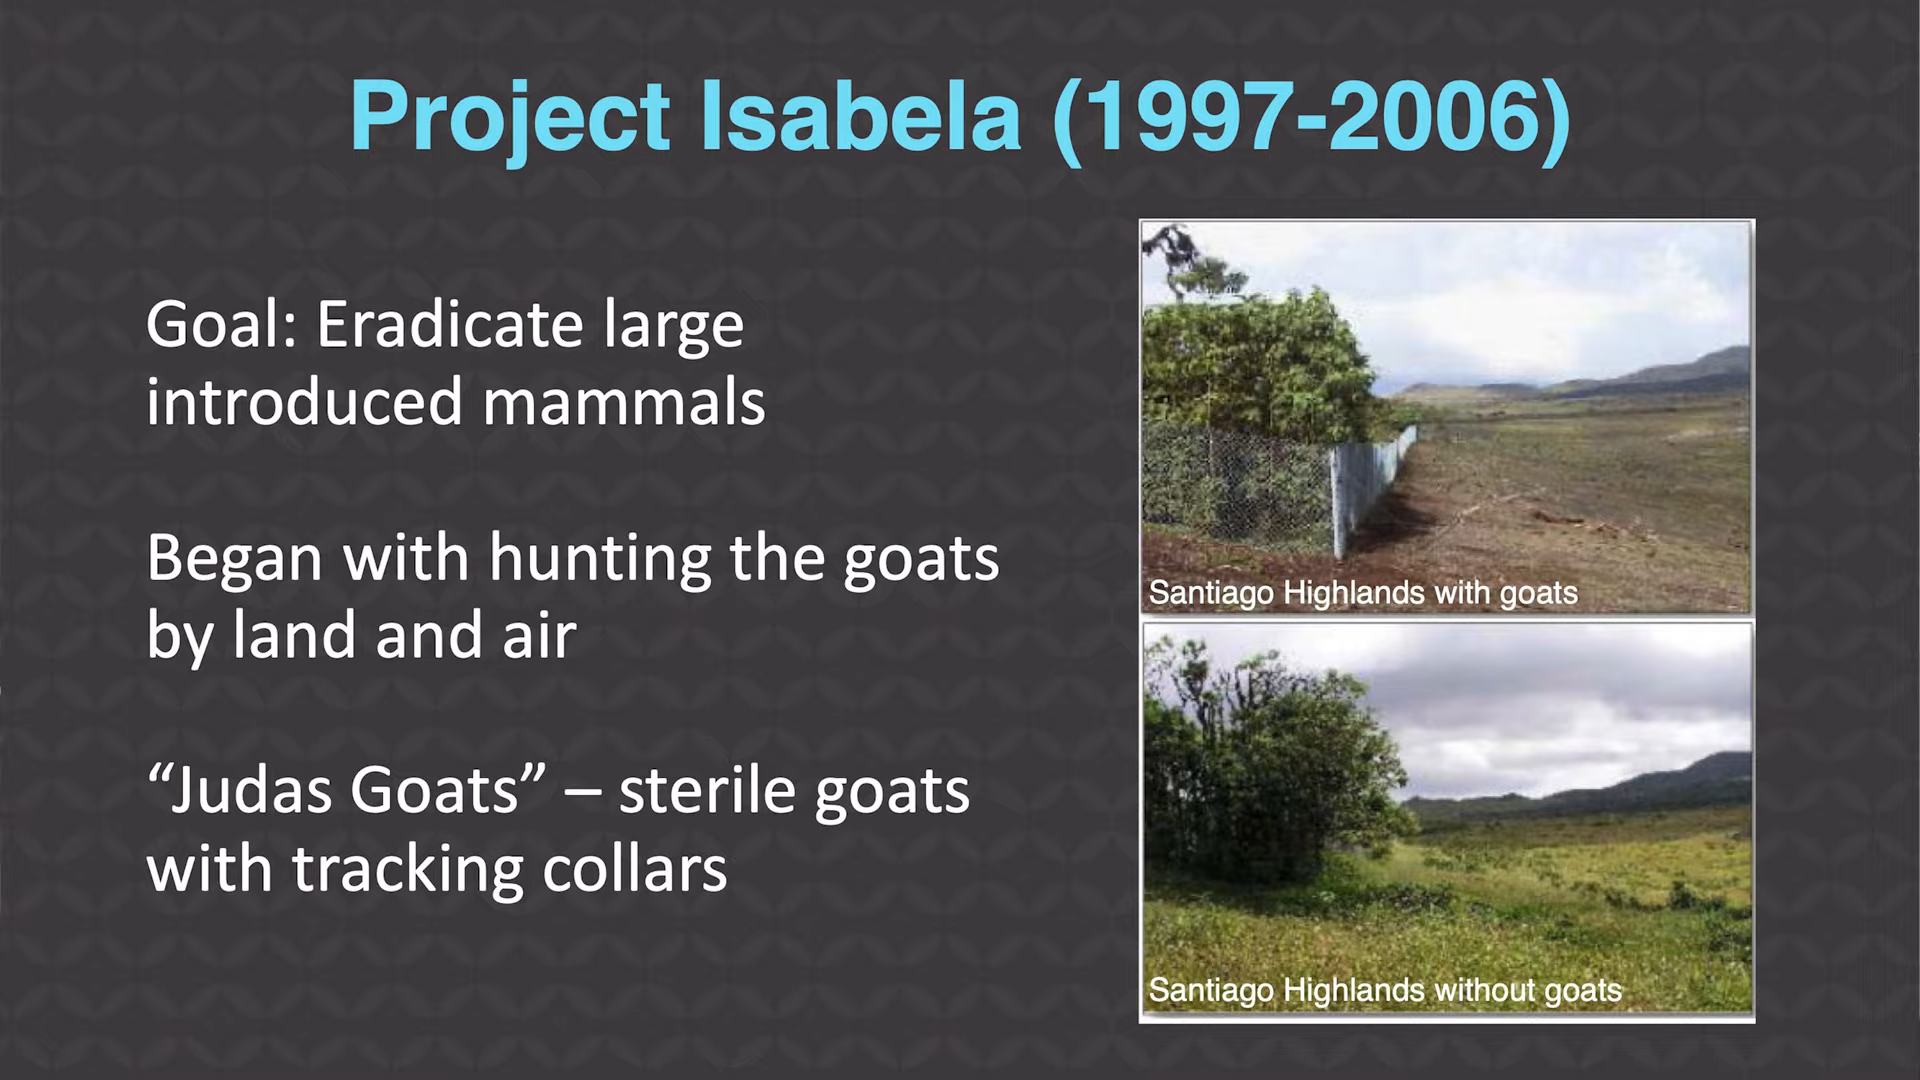 Project Isabela (1997-2006)
Goal: Eradicate large
introduced mammals
Began with hunting the goats
by land and air
“Judas Goats” – sterile goats
with tracking collars
Santiago Highlands with goats
Santiago Highlands without goats